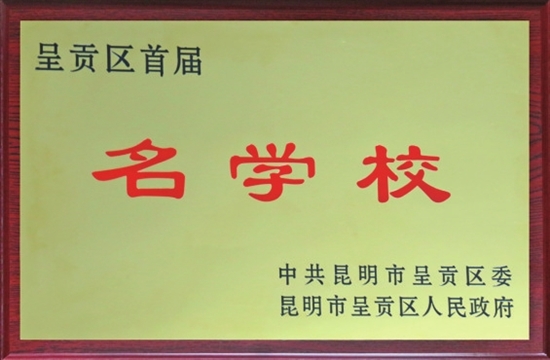 呈贡区首届
名学校
中共昆明市呈贡区委
昆明市呈贡区人民政府